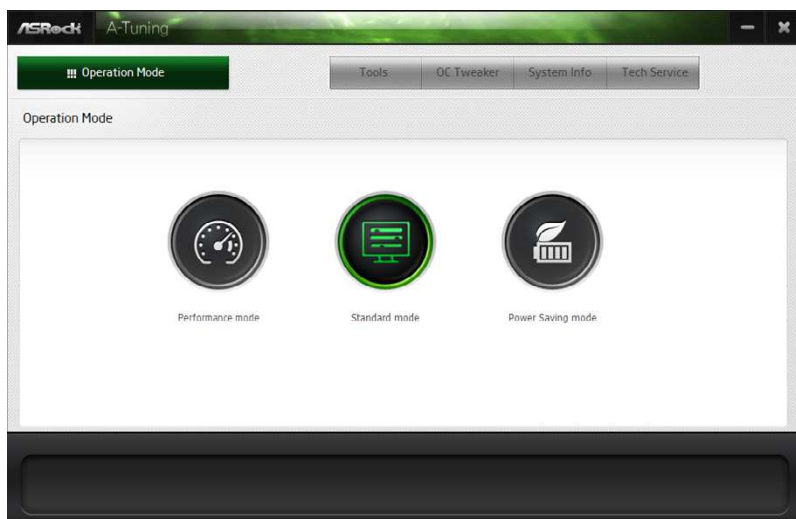 ASRock A-Tuning
Operation Mode Tools OC Tweaker System Info Tech Service
Operation Mode
Performance mode Standard mode Power Saving mode